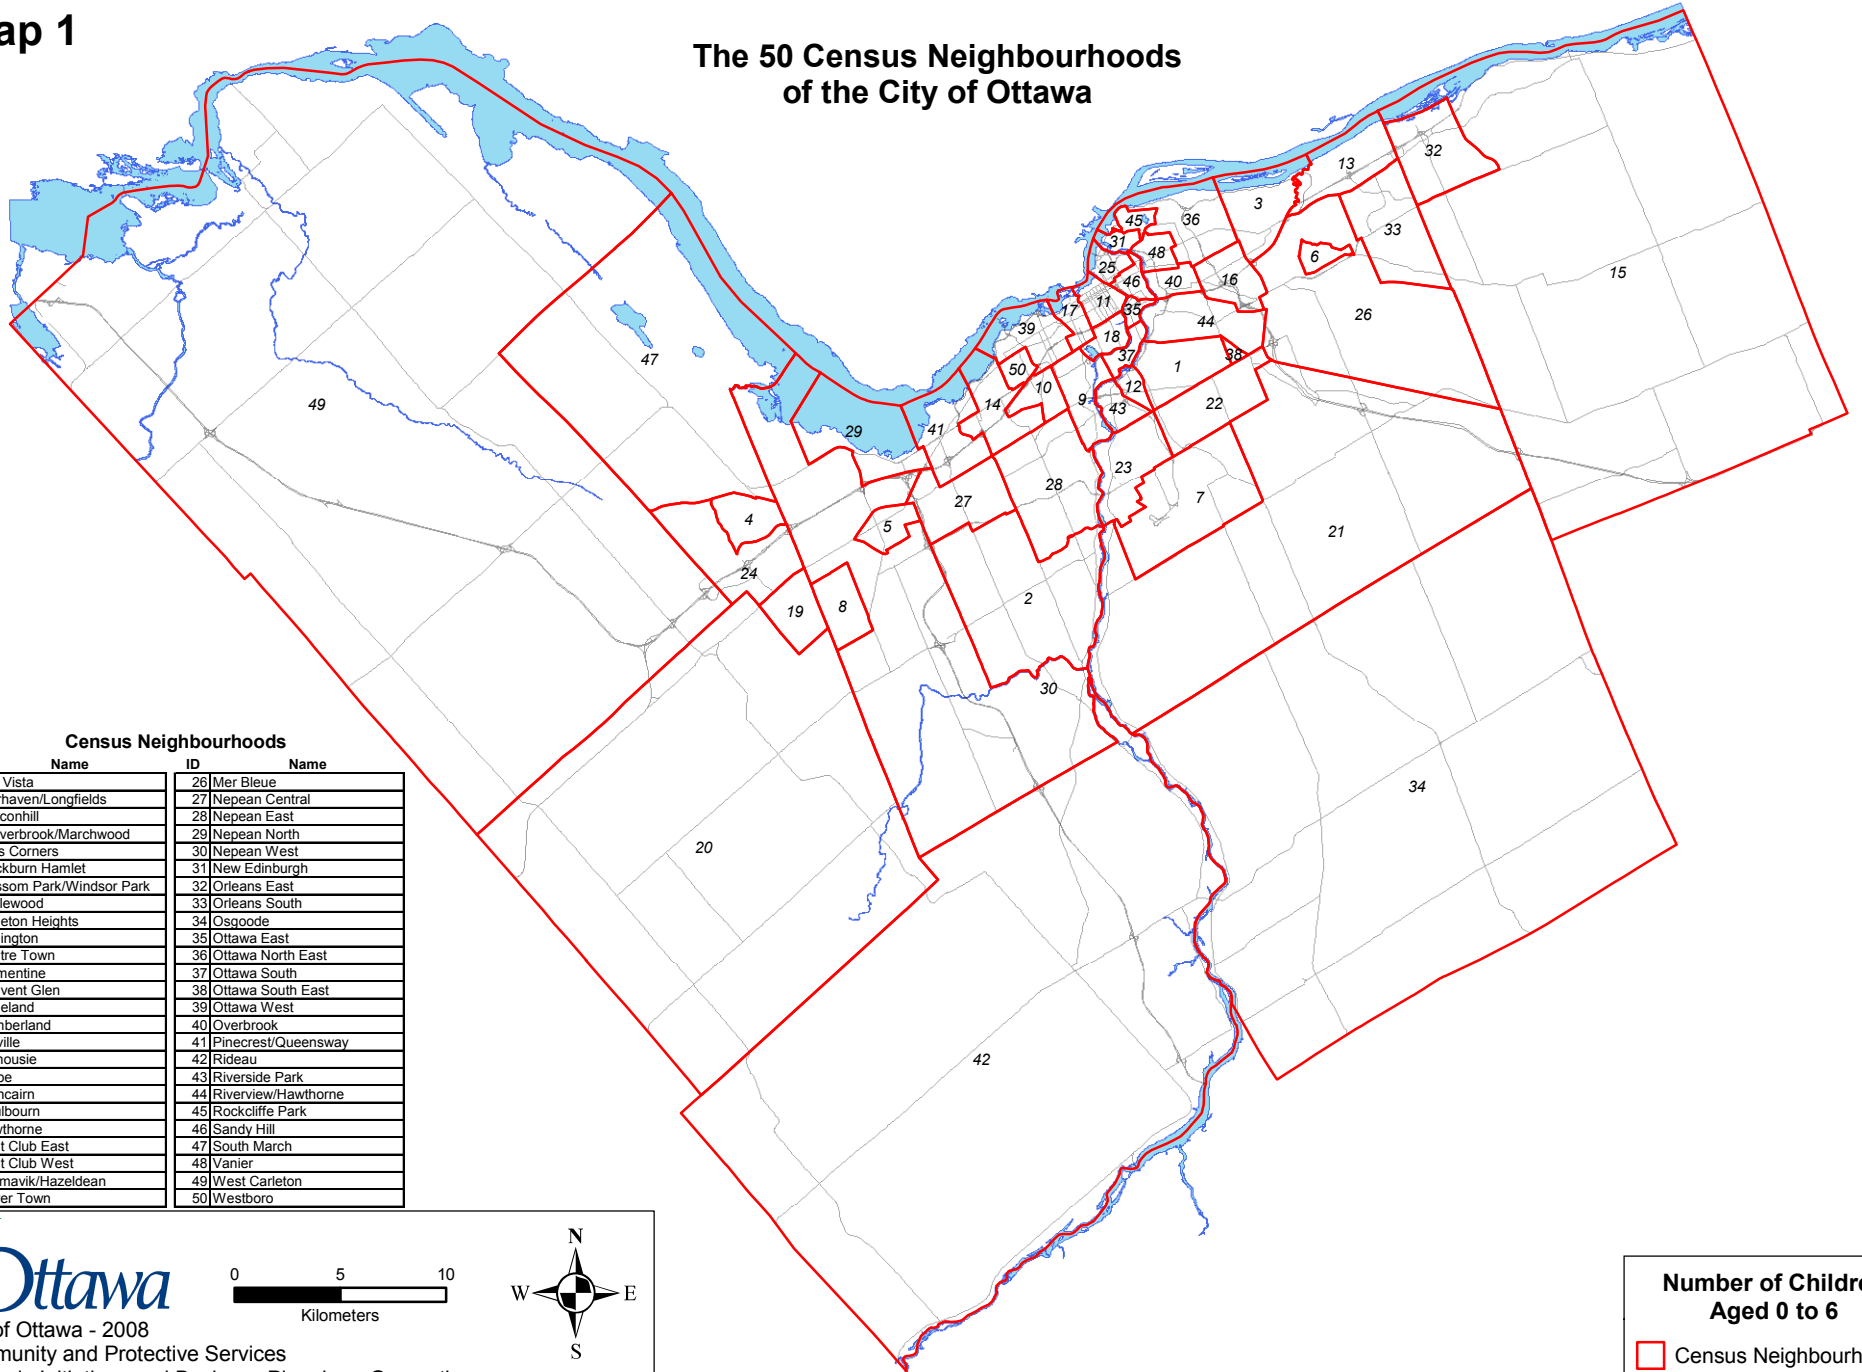 ap 1
The 50 Census Neighbourhoods
of the City of Ottawa
32
13
3
36
45
33
31
48
6
25
15
46
40
16
11
17
35
26
39
44
18
47
37
38
50
1
10
12
9
49
14
43
22
29
41
23
28
7
27
4
5
21
24
2
19
8
30
34
20
42
Census Neighbourhoods
Name ID Name
Vista 26 Mer Bleue
rhaven/Longfields 27 Nepean Central
conhill 28 Nepean East
verbrook/Marchwood 29 Nepean North
s Corners 30 Nepean West
ckburn Hamlet 31 New Edinburgh
ssom Park/Windsor Park 32 Orleans East
lewood 33 Orleans South
eton Heights 34 Osgoode
ington 35 Ottawa East
tre Town 36 Ottawa North East
mentine 37 Ottawa South
vent Glen 38 Ottawa South East
eland 39 Ottawa West
mberland 40 Overbrook
ville 41 Pinecrest/Queensway
housie 42 Rideau
be 43 Riverside Park
ncairn 44 Riverview/Hawthorne
ulbourn 45 Rockcliffe Park
wthorne 46 Sandy Hill
t Club East 47 South March
t Club West 48 Vanier
mavik/Hazeldean 49 West Carleton
er Town 50 Westboro
Ottawa
0 5 10
Kilometers
N
W E
S
of Ottawa - 2008
munity and Protective Services
Number of Childre
Aged 0 to 6
Census Neighbourh